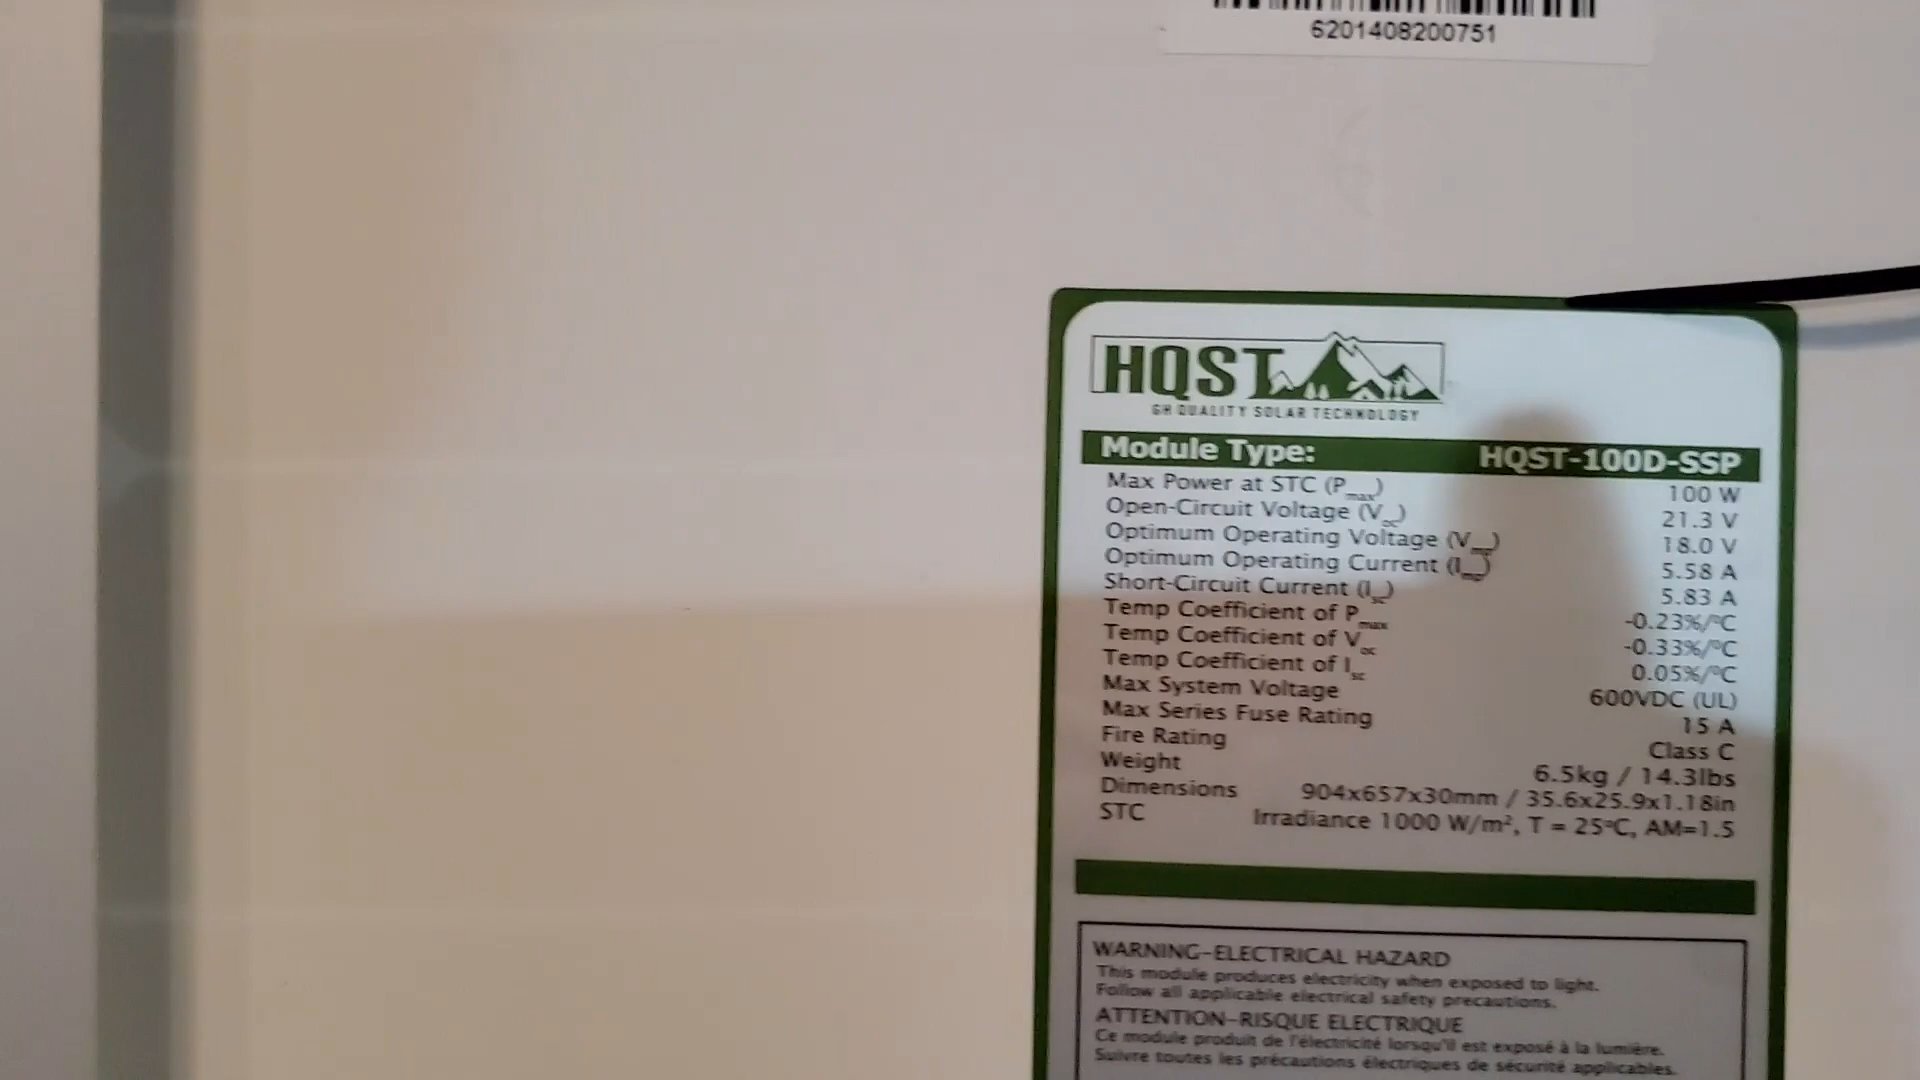 6201408200751
HQST
GH QUALITY SOLAR TECHNOLOGY
Module Type: HQST-100D-SSP
Max Power at STC (Pmax) 100 W
Open-Circuit Voltage (Voc) 21.3 V
Optimum Operating Voltage (Vmp) 18.0 V
Optimum Operating Current (Imp) 5.58 A
Short-Circuit Current (Isc) 5.83 A
Temp Coefficient of Pmax -0.23%/°C
Temp Coefficient of Voc -0.33%/°C
Temp Coefficient of Isc 0.05%/°C
Max System Voltage 600VDC (UL)
Max Series Fuse Rating 15 A
Fire Rating Class C
Weight 6.5kg / 14.3lbs
Dimensions 904x657x30mm / 35.6x25.9x1.18in
STC Irradiance 1000 W/m², T = 25°C, AM=1.5
WARNING-ELECTRICAL HAZARD
This module produces electricity when exposed to light.
Follow all applicable electrical safety precautions.
ATTENTION-RISQUE ELECTRIQUE
Ce module produit de l'électricité lorsqu'il est exposé à la lumière.
Suivre toutes les précautions électriques de sécurité applicables.